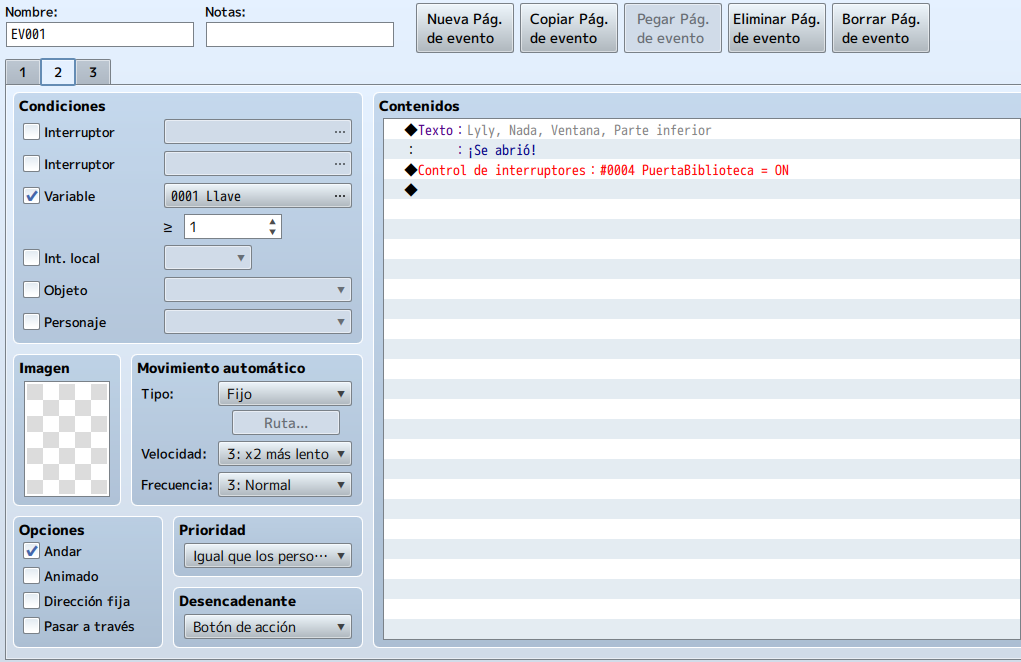 Nombre:
Notas:
EV001
Nueva Pág.
de evento
Copiar Pág.
de evento
Pegar Pág.
de evento
Eliminar Pág.
de evento
Borrar Pág.
de evento
1
2
3
Condiciones
Interruptor
...
Interruptor
...
Variable
0001 Llave
...
≥
1
Int. local
Objeto
Personaje
Imagen
Movimiento automático
Tipo:
Fijo
Ruta...
Velocidad:
3: x2 más lento
Frecuencia:
3: Normal
Opciones
Andar
Animado
Dirección fija
Pasar a través
Prioridad
Igual que los perso···
Desencadenante
Botón de acción
Contenidos
◆Texto：Lyly, Nada, Ventana, Parte inferior
:     :¡Se abrió!
◆Control de interruptores：#0004 PuertaBiblioteca = ON
◆